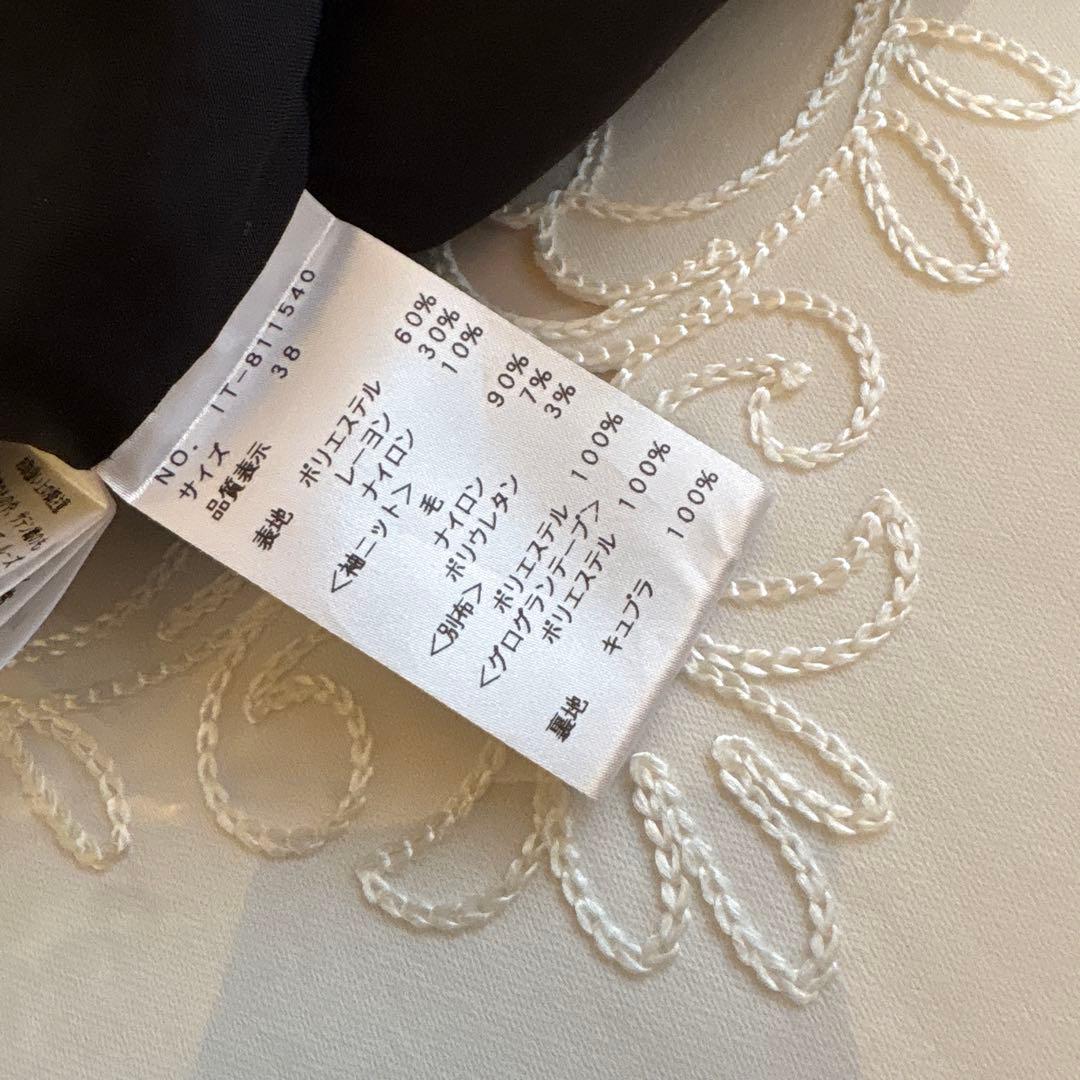 NO. IT-811540
サイズ 38
品質表示
表地 ポリエステル 60%
レーヨン 30%
ナイロン 10%
<袖ニット> 毛 90%
ナイロン 7%
ポリウレタン 3%
<別布> ポリエステル 100%
<グログランテープ>
ポリエステル 100%
裏地 キュプラ 100%